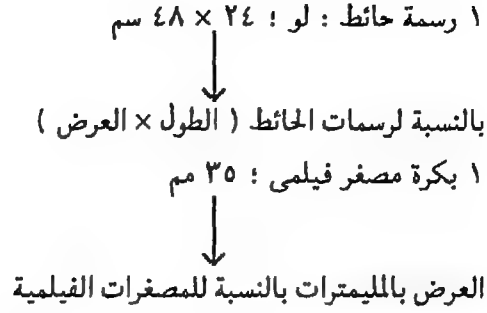 ١ رسمة حائط : لو ؛ ٢٤ × ٤٨ سم
بالنسبة لرسمات الحائط ( الطول × العرض )
١ بكرة مصغر فيلمى ؛ ٣٥ مم
العرض بالمليمترات بالنسبة للمصغرات الفيلمية